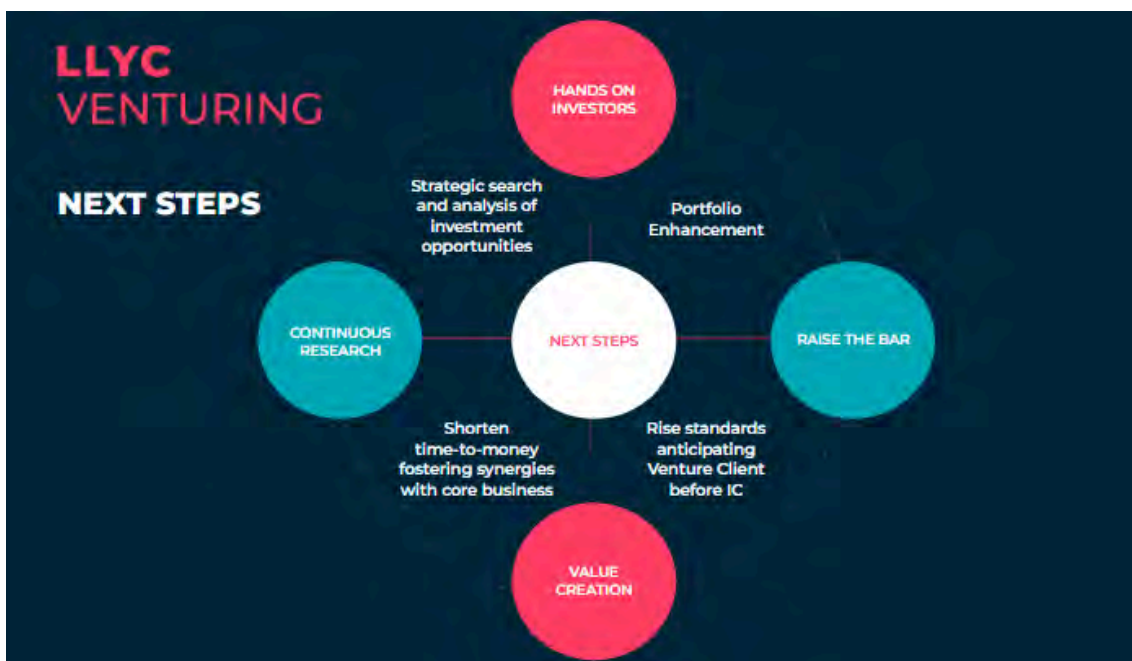 LLYC
VENTURING
NEXT STEPS
HANDS ON
INVESTORS
Strategic search
and analysis of
investment
opportunities
Portfolio
Enhancement
CONTINUOUS
RESEARCH
NEXT STEPS
RAISE THE BAR
Shorten
time-to-money
fostering synergies
with core business
Rise standards
anticipating
Venture Client
before IC
VALUE
CREATION